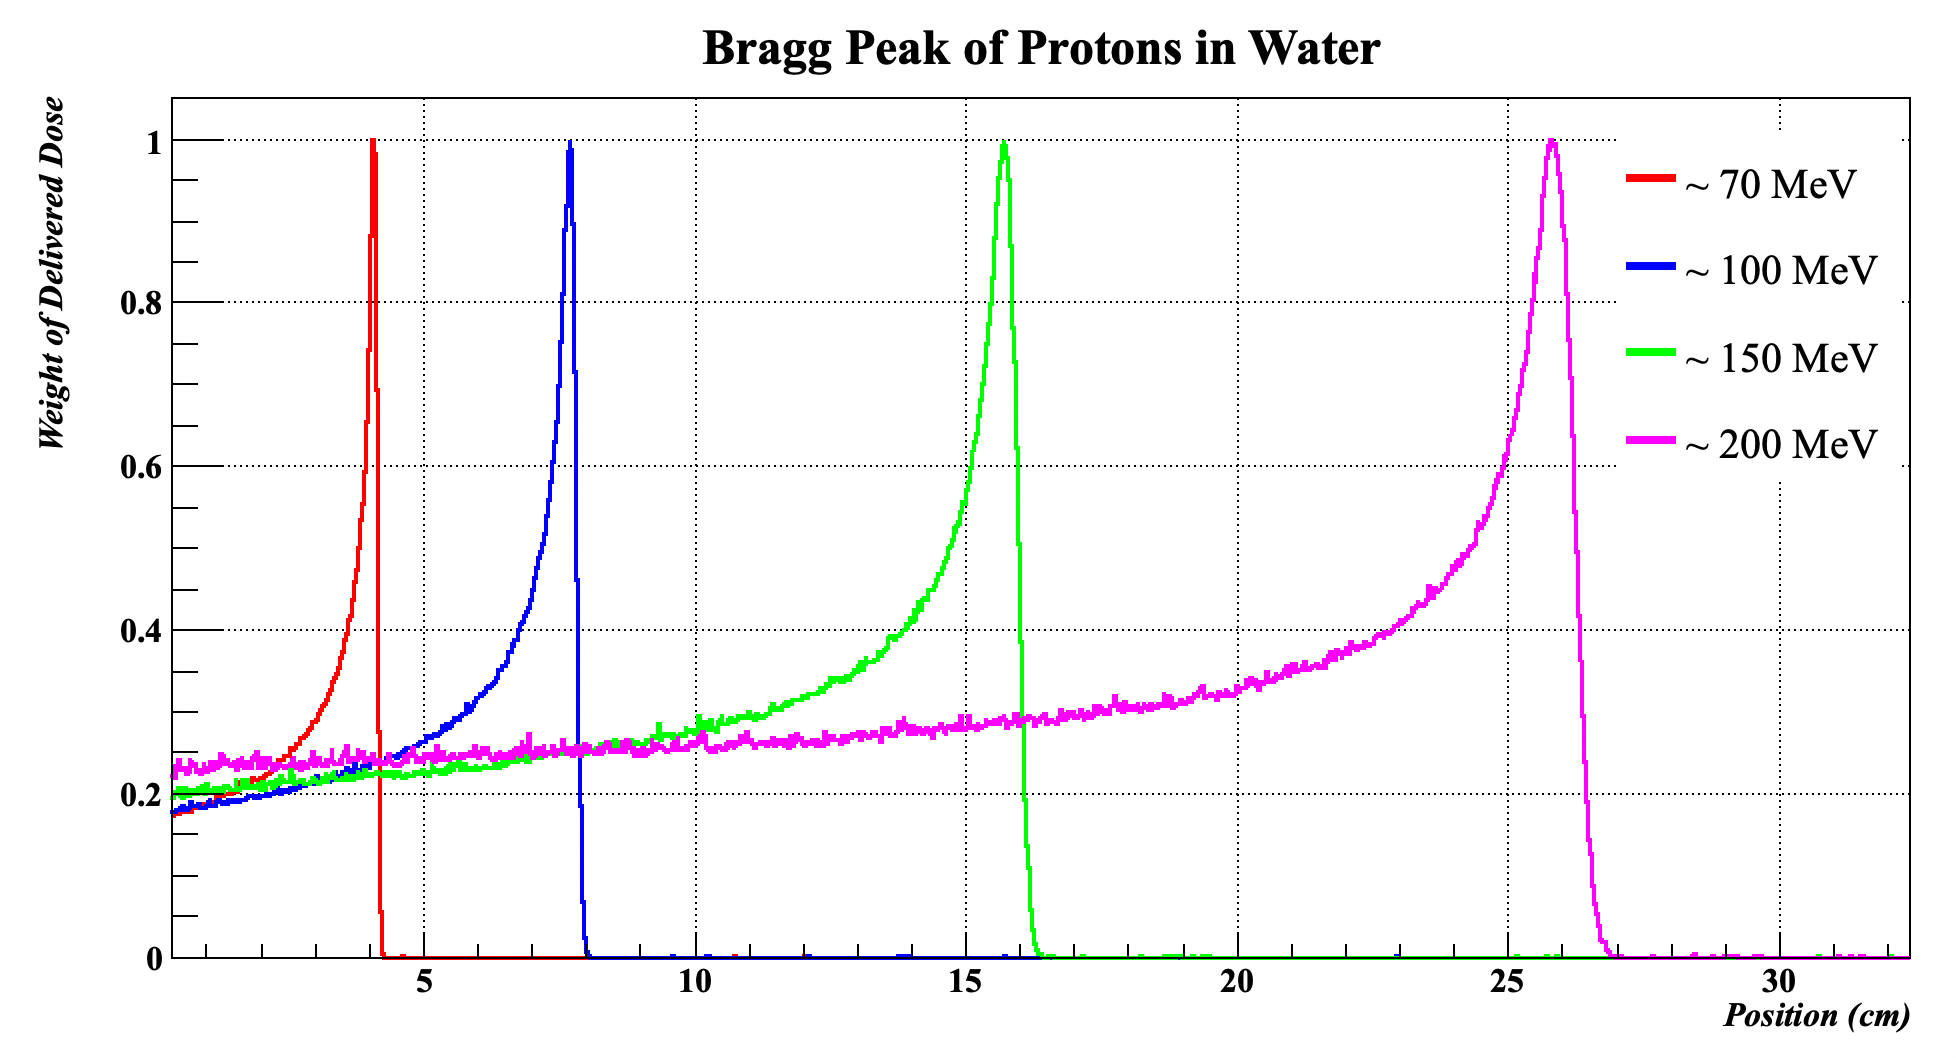 Bragg Peak of Protons in Water
Weight of Delivered Dose
1
0.8
0.6
0.4
0.2
0
~ 70 MeV
~ 100 MeV
~ 150 MeV
~ 200 MeV
5 10 15 20 25 30
Position (cm)